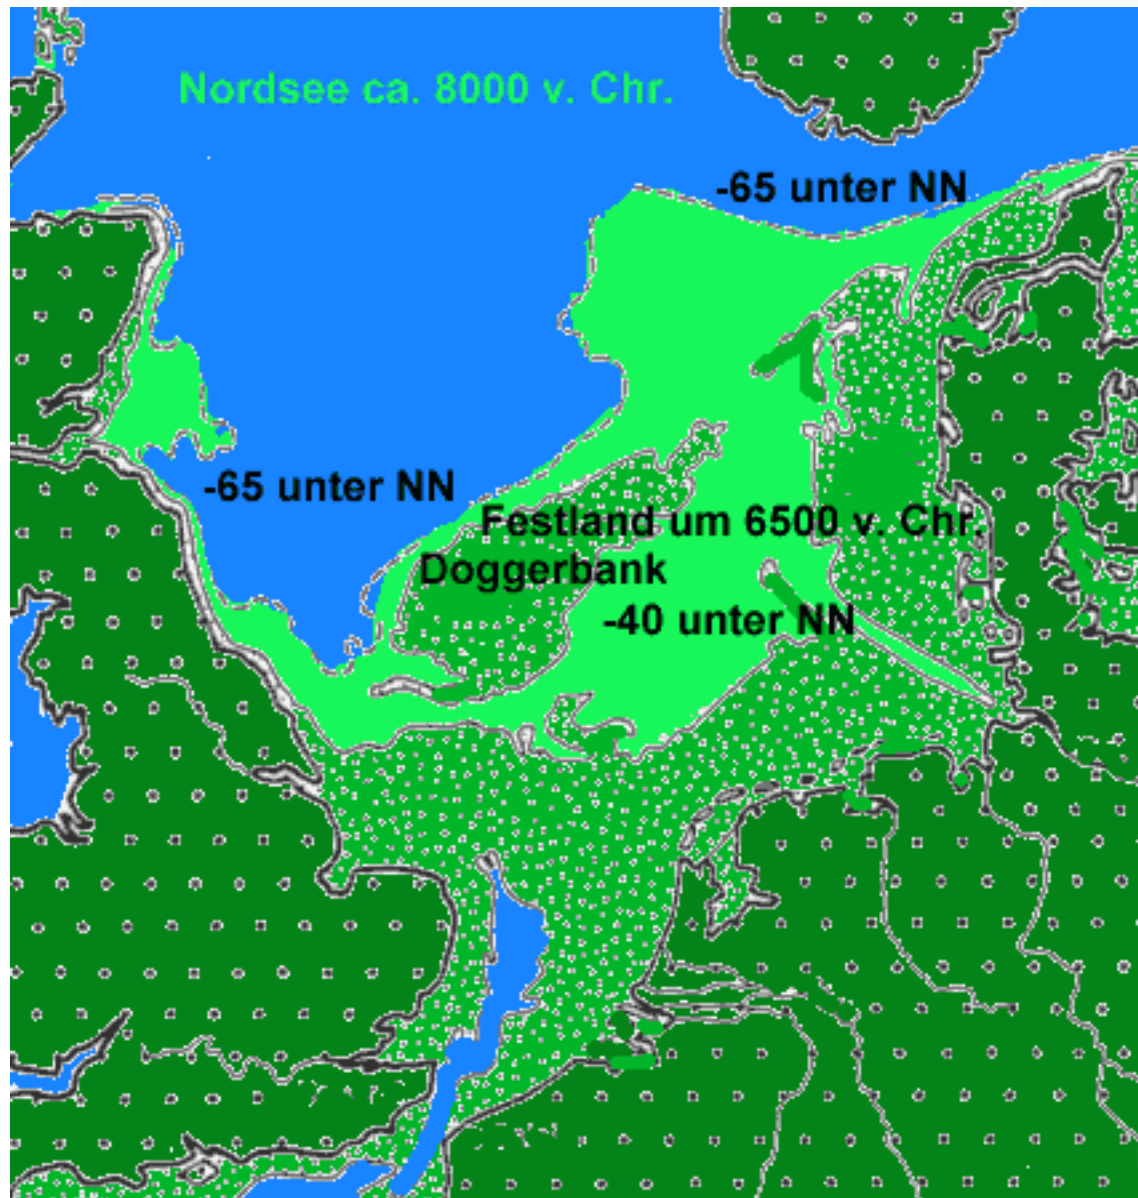 Nordsee ca. 8000 v. Chr.
-65 unter NN
-65 unter NN
Festland um 6500 v. Chr.
Doggerbank
-40 unter NN